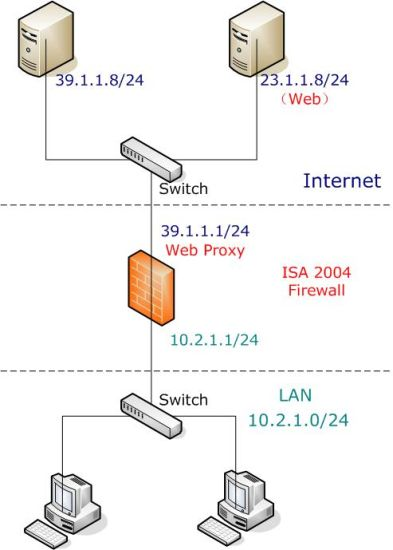 39.1.1.8/24
23.1.1.8/24
（Web）
Switch
Internet
39.1.1.1/24
Web Proxy
ISA 2004
Firewall
10.2.1.1/24
Switch
LAN
10.2.1.0/24